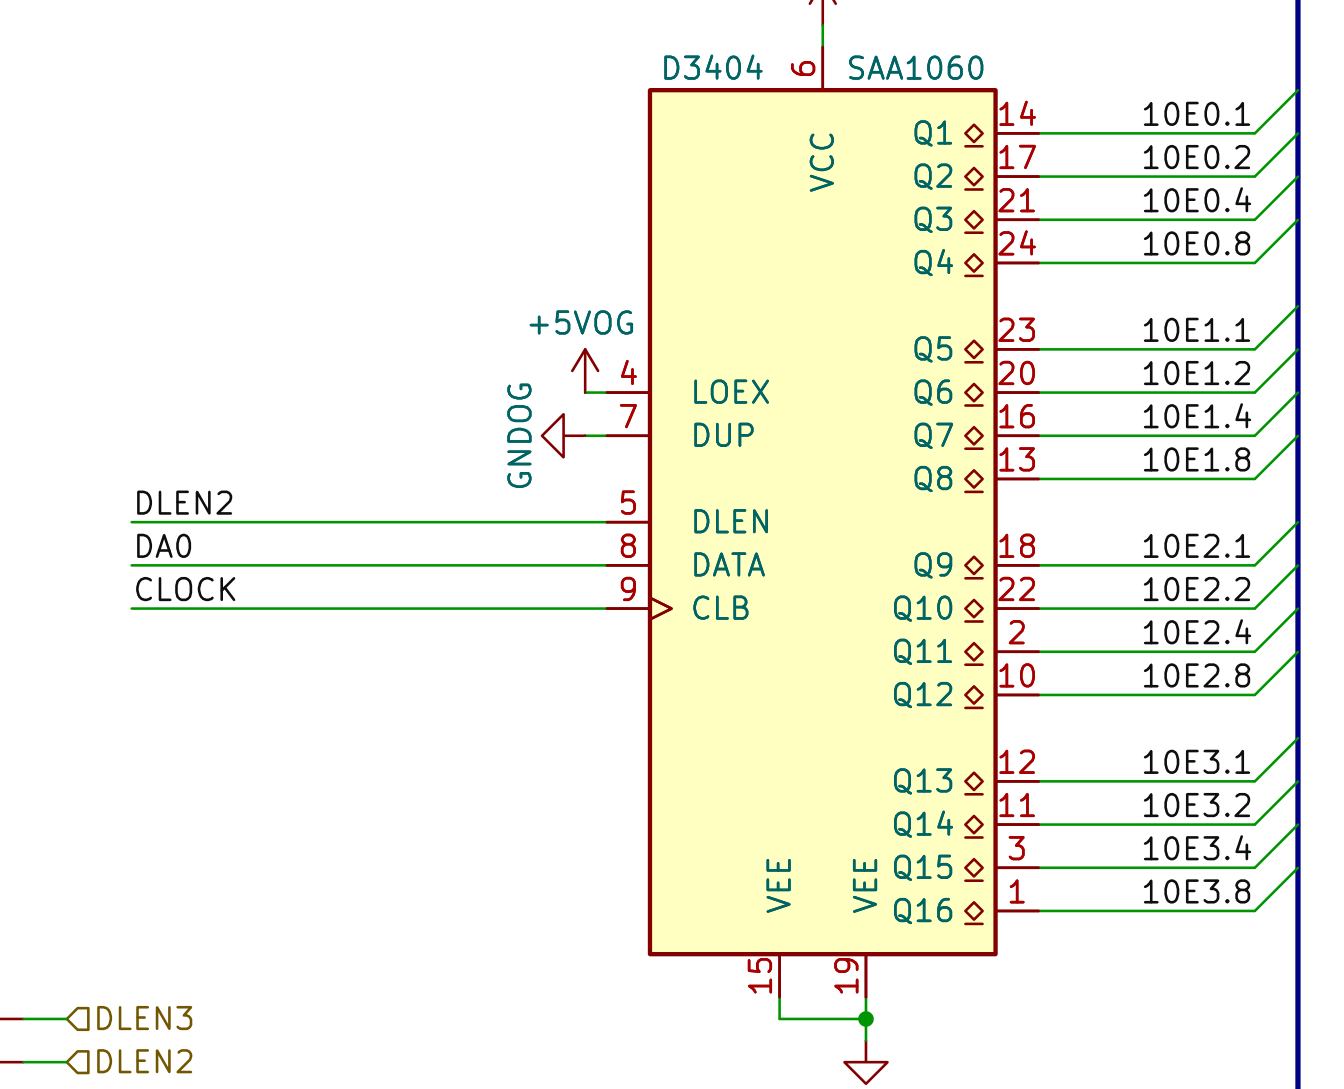 D3404
SAA1060
6
VCC
Q1 14 10E0.1
Q2 17 10E0.2
Q3 21 10E0.4
Q4 24 10E0.8
+5VOG
Q5 23 10E1.1
4 LOEX Q6 20 10E1.2
GNDOG
7 DUP Q7 16 10E1.4
Q8 13 10E1.8
DLEN2 5 DLEN
DA0 8 DATA Q9 18 10E2.1
CLOCK 9 CLB Q10 22 10E2.2
Q11 2 10E2.4
Q12 10 10E2.8
Q13 12 10E3.1
Q14 11 10E3.2
Q15 3 10E3.4
VEE VEE
Q16 1 10E3.8
15 19
DLEN3
DLEN2